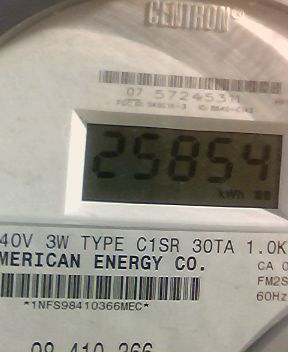 CENTRON
07 572453M
25854
kWh
40V 3W TYPE C1SR 30TA 1.0K
MERICAN ENERGY CO.
CA 0
FM2S
60Hz
*1NFS98410366MEC*
98 410 366